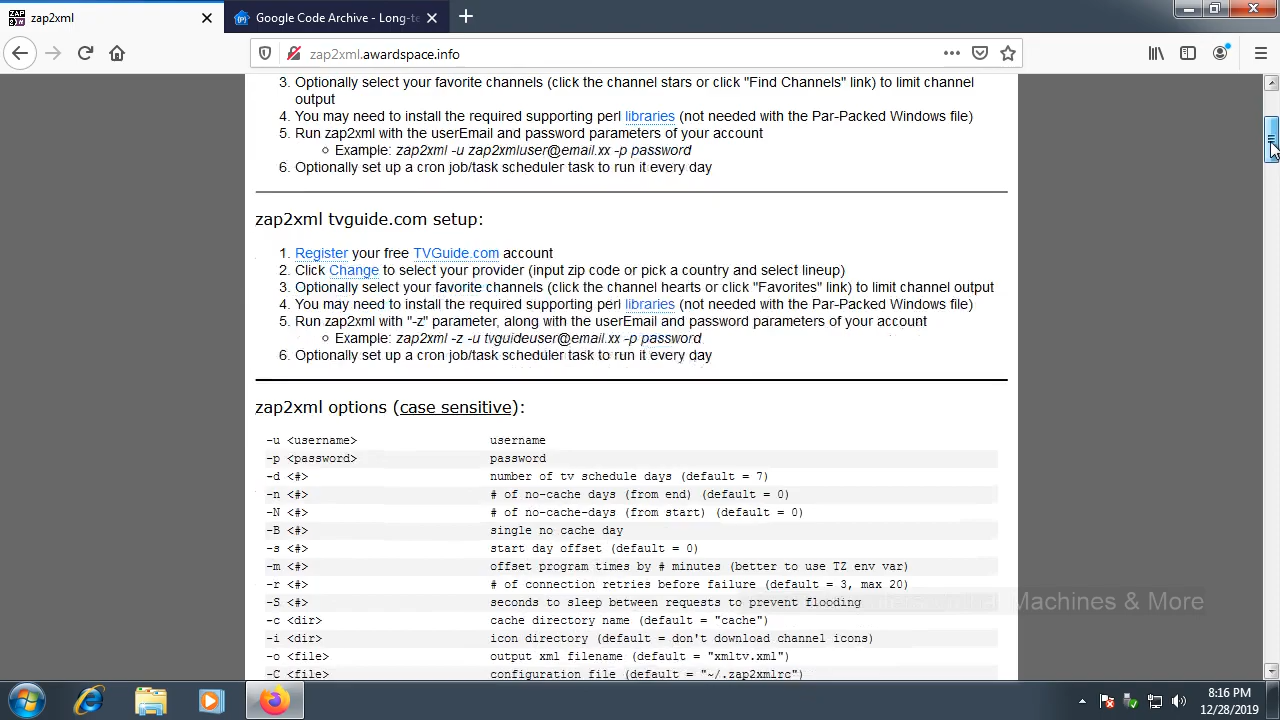 zap2xml
Google Code Archive - Long-te
zap2xml.awardspace.info
3. Optionally select your favorite channels (click the channel stars or click "Find Channels" link) to limit channel
output
4. You may need to install the required supporting perl libraries (not needed with the Par-Packed Windows file)
5. Run zap2xml with the userEmail and password parameters of your account
Example: zap2xml -u zap2xmluser@email.xx -p password
6. Optionally set up a cron job/task scheduler task to run it every day
zap2xml tvguide.com setup:
1. Register your free TVGuide.com account
2. Click Change to select your provider (input zip code or pick a country and select lineup)
3. Optionally select your favorite channels (click the channel hearts or click "Favorites" link) to limit channel output
4. You may need to install the required supporting perl libraries (not needed with the Par-Packed Windows file)
5. Run zap2xml with "-z" parameter, along with the userEmail and password parameters of your account
Example: zap2xml -z -u tvguideuser@email.xx -p password
6. Optionally set up a cron job/task scheduler task to run it every day
zap2xml options (case sensitive):
-u <username> username
-p <password> password
-d <#> number of tv schedule days (default = 7)
-n <#> # of no-cache days (from end) (default = 0)
-N <#> # of no-cache-days (from start) (default = 0)
-B <#> single no cache day
-s <#> start day offset (default = 0)
-m <#> offset program times by # minutes (better to use TZ env var)
-r <#> # of connection retries before failure (default = 3, max 20)
-S <#> seconds to sleep between requests to prevent flooding
Machines & More
-c <dir> cache directory name (default = "cache")
-i <dir> icon directory (default = don't download channel icons)
-o <file> output xml filename (default = "xmltv.xml")
-C <file> configuration file (default = "~/.zap2xmlrc")
8:16 PM
12/28/2019